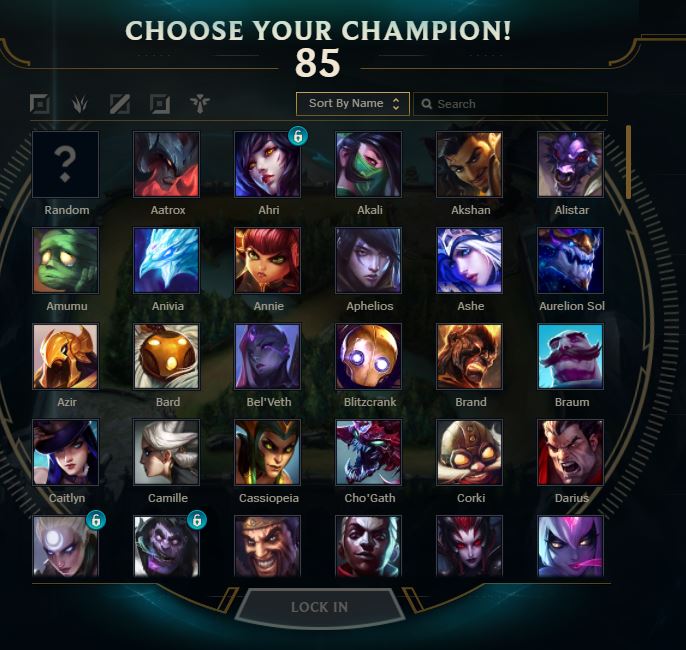 CHOOSE YOUR CHAMPION!
85
Sort By Name
Search
?
Random
Aatrox
Ahri
Akali
Akshan
Alistar
Amumu
Anivia
Annie
Aphelios
Ashe
Aurelion Sol
Azir
Bard
Bel'Veth
Blitzcrank
Brand
Braum
Caitlyn
Camille
Cassiopeia
Cho'Gath
Corki
Darius
LOCK IN